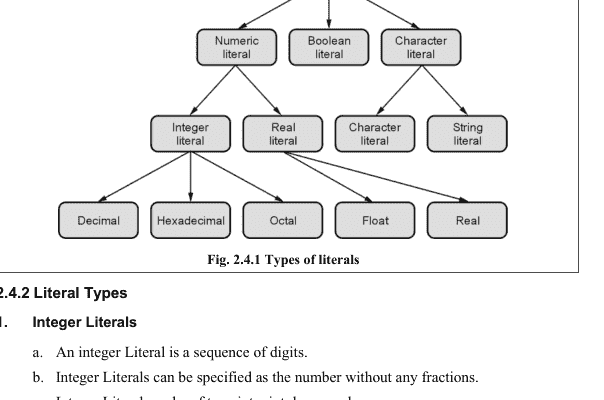 Numeric literal
Boolean literal
Character literal
Integer literal
Real literal
Character literal
String literal
Decimal
Hexadecimal
Octal
Float
Real
Fig. 2.4.1 Types of literals
2.4.2 Literal Types
1. Integer Literals
a. An integer Literal is a sequence of digits.
b. Integer Literals can be specified as the number without any fractions.